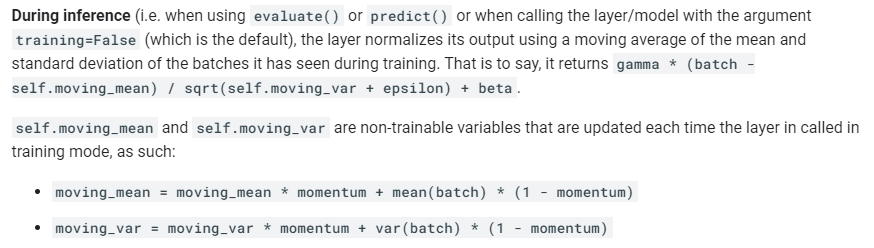 During inference (i.e. when using evaluate() or predict() or when calling the layer/model with the argument
training=False (which is the default), the layer normalizes its output using a moving average of the mean and
standard deviation of the batches it has seen during training. That is to say, it returns gamma * (batch -
self.moving_mean) / sqrt(self.moving_var + epsilon) + beta .
self.moving_mean and self.moving_var are non-trainable variables that are updated each time the layer in called in
training mode, as such:
• moving_mean = moving_mean * momentum + mean(batch) * (1 - momentum)
• moving_var = moving_var * momentum + var(batch) * (1 - momentum)